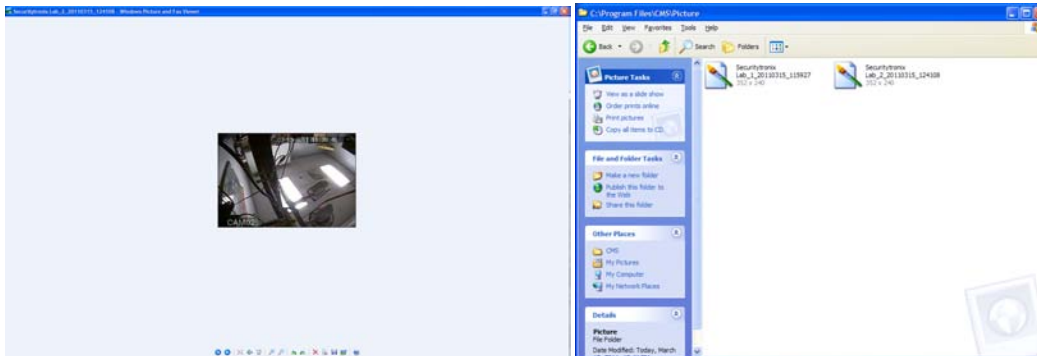 Securitytronix Lab_2_20110315_124108 - Windows Picture and Fax Viewer
CAM02
C:\Program Files\CMS\Picture
File Edit View Favorites Tools Help
Back Search Folders
Picture Tasks
View as a slide show
Order prints online
Print pictures
Copy all items to CD
File and Folder Tasks
Make a new folder
Publish this folder to
the Web
Share this folder
Other Places
CMS
My Pictures
My Computer
My Network Places
Details
Picture
File Folder
Date Modified: Today, March
Securitytronix
Lab_1_20110315_115927
352 x 240
Securitytronix
Lab_2_20110315_124108
352 x 240